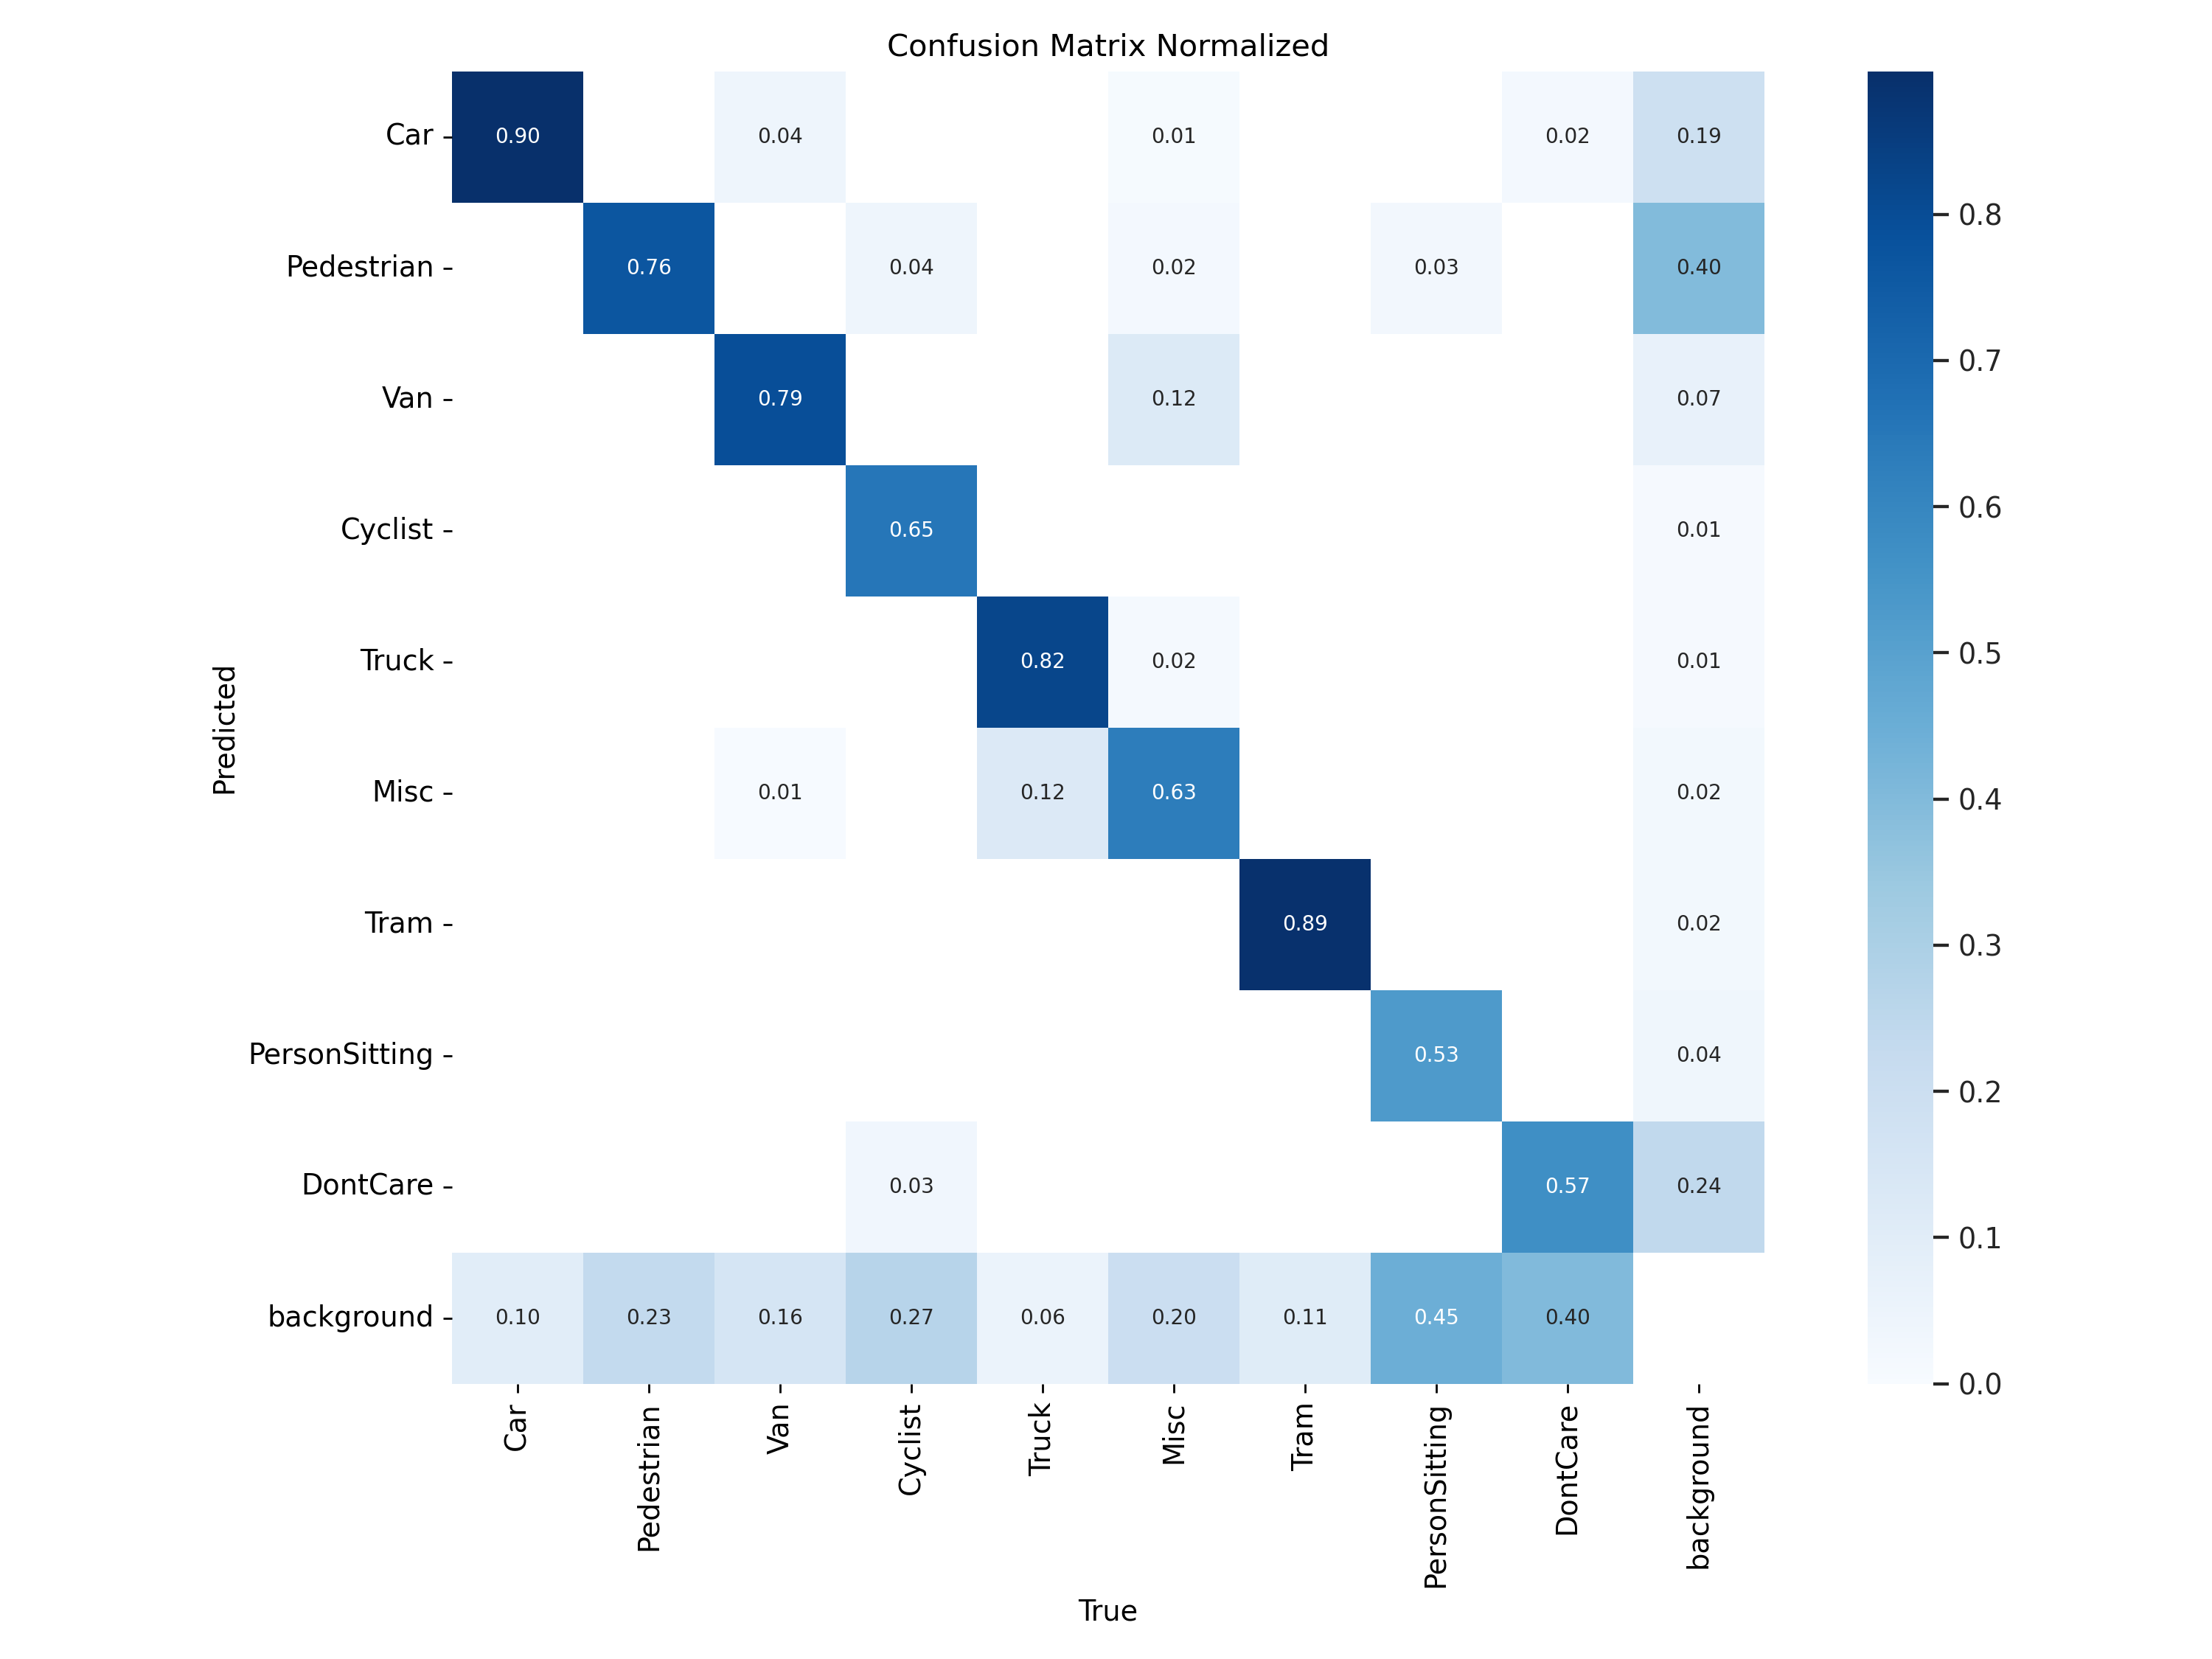 Confusion Matrix Normalized
Car 0.90 0.04 0.01 0.02 0.19
Pedestrian 0.76 0.04 0.02 0.03 0.40
Van 0.79 0.12 0.07
Cyclist 0.65 0.01
Truck 0.82 0.02 0.01
Misc 0.01 0.12 0.63 0.02
Tram 0.89 0.02
PersonSitting 0.53 0.04
DontCare 0.03 0.57 0.24
background 0.10 0.23 0.16 0.27 0.06 0.20 0.11 0.45 0.40
Predicted
Car Pedestrian Van Cyclist Truck Misc Tram PersonSitting DontCare background
True
0.8
0.7
0.6
0.5
0.4
0.3
0.2
0.1
0.0